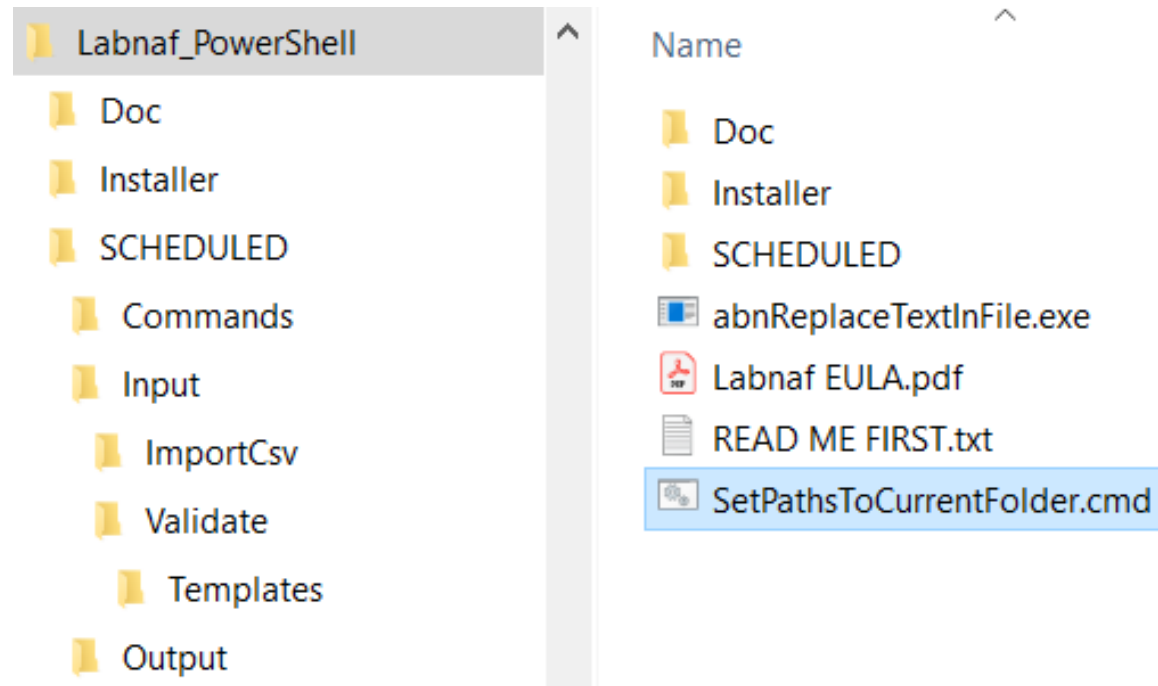 Labnaf_PowerShell
Doc
Installer
SCHEDULED
Commands
Input
ImportCsv
Validate
Templates
Output
Name
Doc
Installer
SCHEDULED
abnReplaceTextInFile.exe
Labnaf EULA.pdf
READ ME FIRST.txt
SetPathsToCurrentFolder.cmd